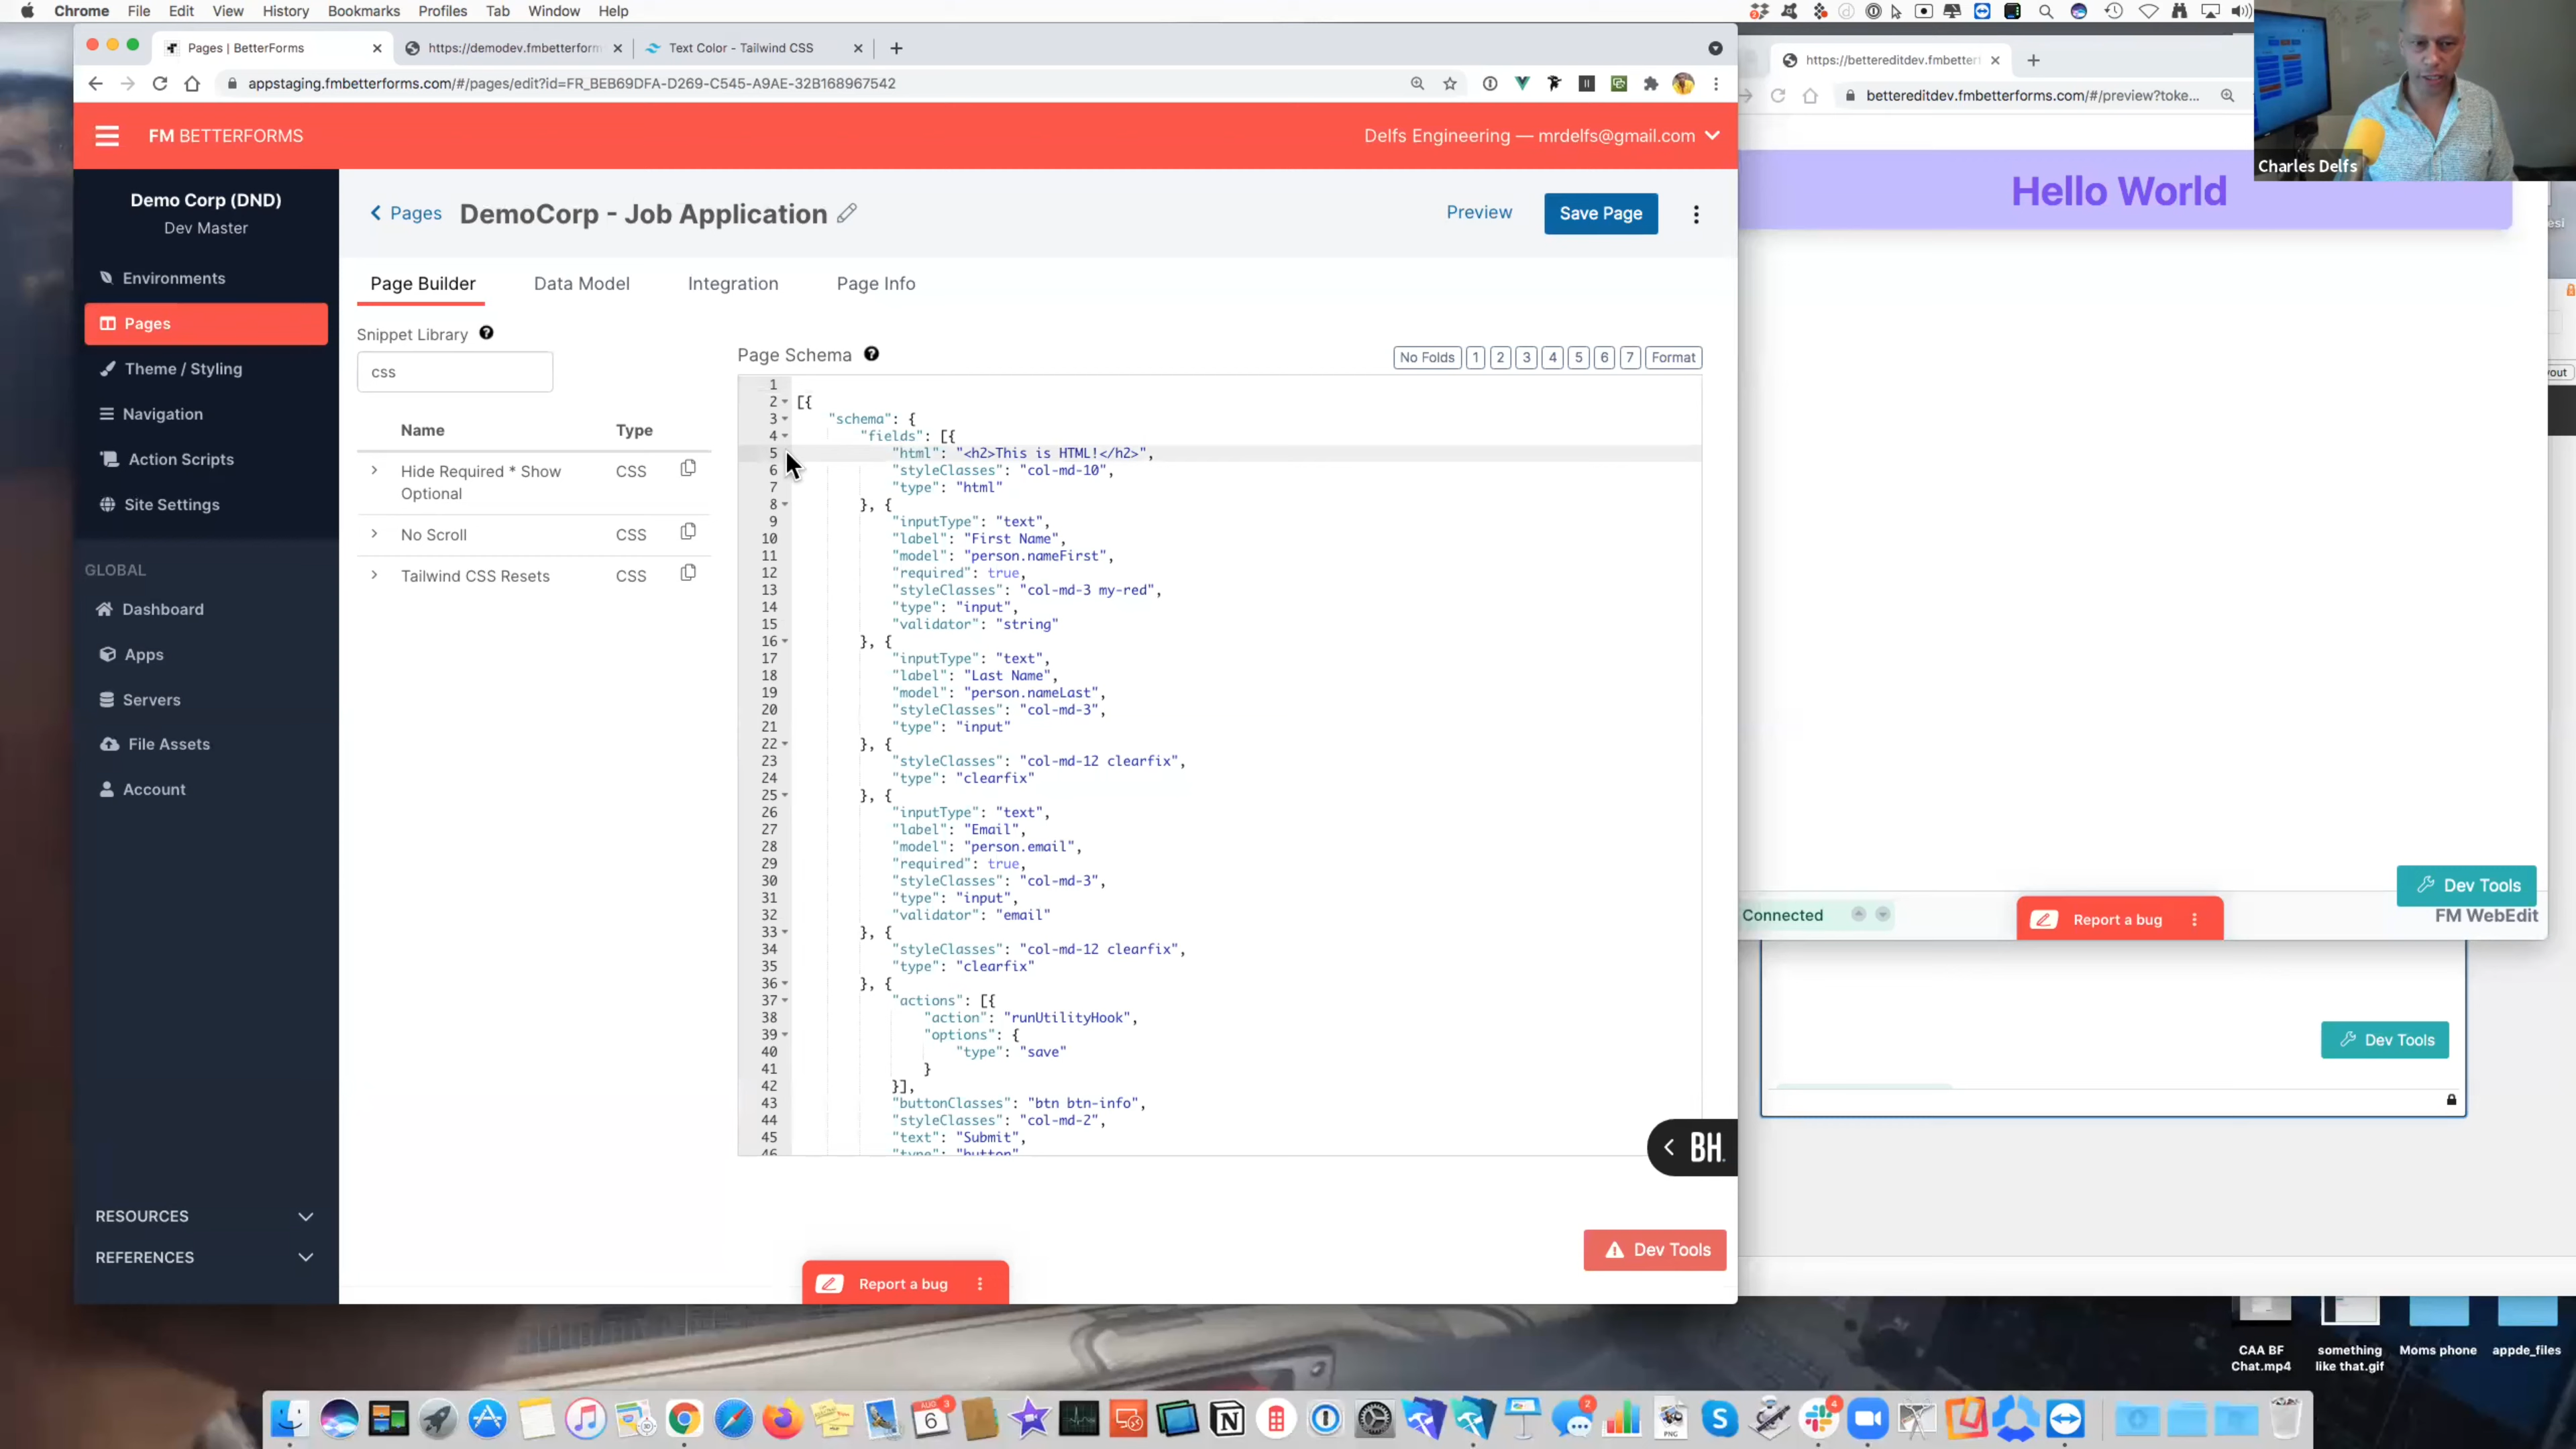 Chrome File Edit View History Bookmarks Profiles Tab Window Help
Pages | BetterForms
https://demodev.fmbetterform
Text Color - Tailwind CSS
appstaging.fmbetterforms.com/#/pages/edit?id=FR_BEB69DFA-D269-C545-A9AE-32B168967542
FM BETTERFORMS
Delfs Engineering — mrdelfs@gmail.com
Demo Corp (DND)
Dev Master
Environments
Pages
Theme / Styling
Navigation
Action Scripts
Site Settings
GLOBAL
Dashboard
Apps
Servers
File Assets
Account
RESOURCES
REFERENCES
Pages
DemoCorp - Job Application
Preview
Save Page
Page Builder
Data Model
Integration
Page Info
Snippet Library
css
Name Type
Hide Required * Show Optional CSS
No Scroll CSS
Tailwind CSS Resets CSS
Page Schema
No Folds 1 2 3 4 5 6 7 Format
1
2 [{
3 "schema": {
4 "fields": [{
5 "html": "<h2>This is HTML!</h2>",
6 "styleClasses": "col-md-10",
7 "type": "html"
8 }, {
9 "inputType": "text",
10 "label": "First Name",
11 "model": "person.nameFirst",
12 "required": true,
13 "styleClasses": "col-md-3 my-red",
14 "type": "input",
15 "validator": "string"
16 }, {
17 "inputType": "text",
18 "label": "Last Name",
19 "model": "person.nameLast",
20 "styleClasses": "col-md-3",
21 "type": "input"
22 }, {
23 "styleClasses": "col-md-12 clearfix",
24 "type": "clearfix"
25 }, {
26 "inputType": "text",
27 "label": "Email",
28 "model": "person.email",
29 "required": true,
30 "styleClasses": "col-md-3",
31 "type": "input",
32 "validator": "email"
33 }, {
34 "styleClasses": "col-md-12 clearfix",
35 "type": "clearfix"
36 }, {
37 "actions": [{
38 "action": "runUtilityHook",
39 "options": {
40 "type": "save"
41 }
42 }],
43 "buttonClasses": "btn btn-info",
44 "styleClasses": "col-md-2",
45 "text": "Submit",
46 "type": "button"
BH.
Dev Tools
Report a bug
https://bettereditdev.fmbetter
bettereditdev.fmbetterforms.com/#/preview?toke...
Charles Delfs
Hello World
Dev Tools
Connected
Report a bug
FM WebEdit
Dev Tools
CAA BF Chat.mp4
something like that.gif
Moms phone
appde_files